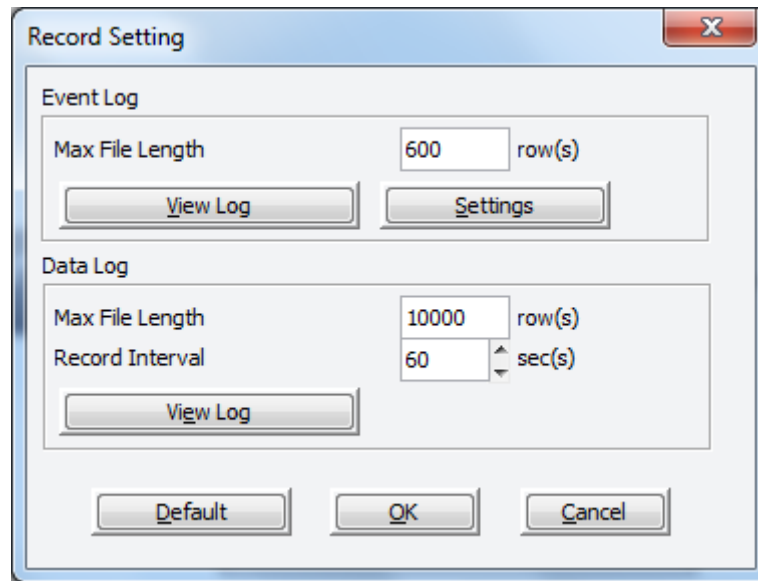 Record Setting
Event Log
Max File Length 600 row(s)
View Log Settings
Data Log
Max File Length 10000 row(s)
Record Interval 60 sec(s)
View Log
Default OK Cancel